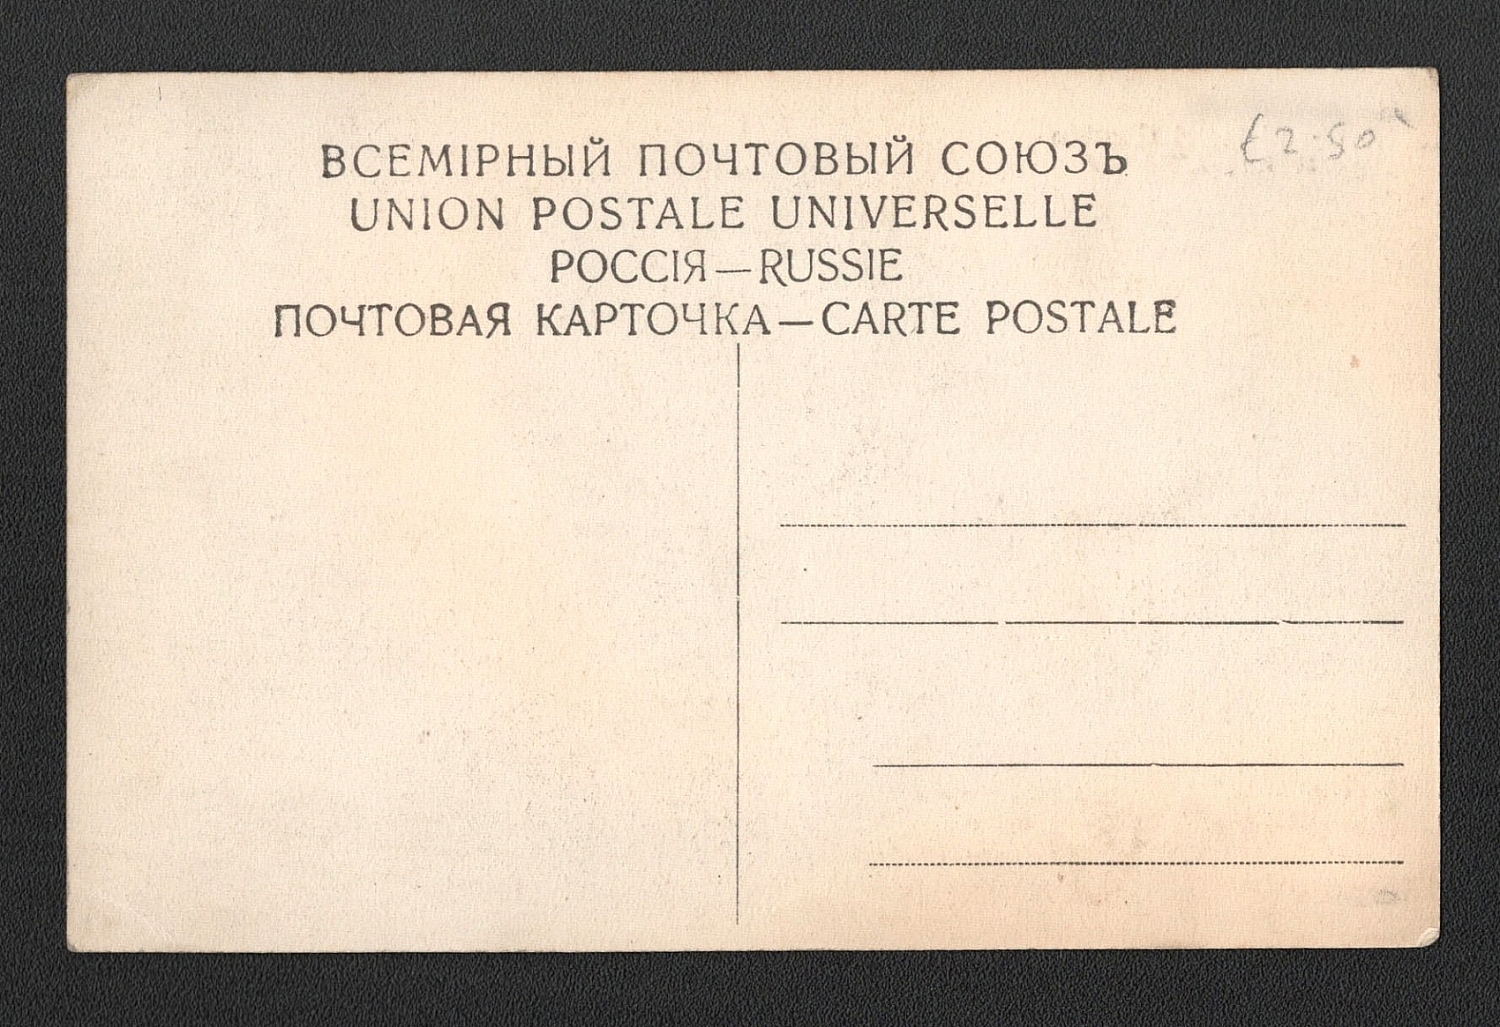 ВСЕМІРНЫЙ ПОЧТОВЫЙ СОЮЗЪ
UNION POSTALE UNIVERSELLE
РОССІЯ — RUSSIE
ПОЧТОВАЯ КАРТОЧКА — CARTE POSTALE
£2.50